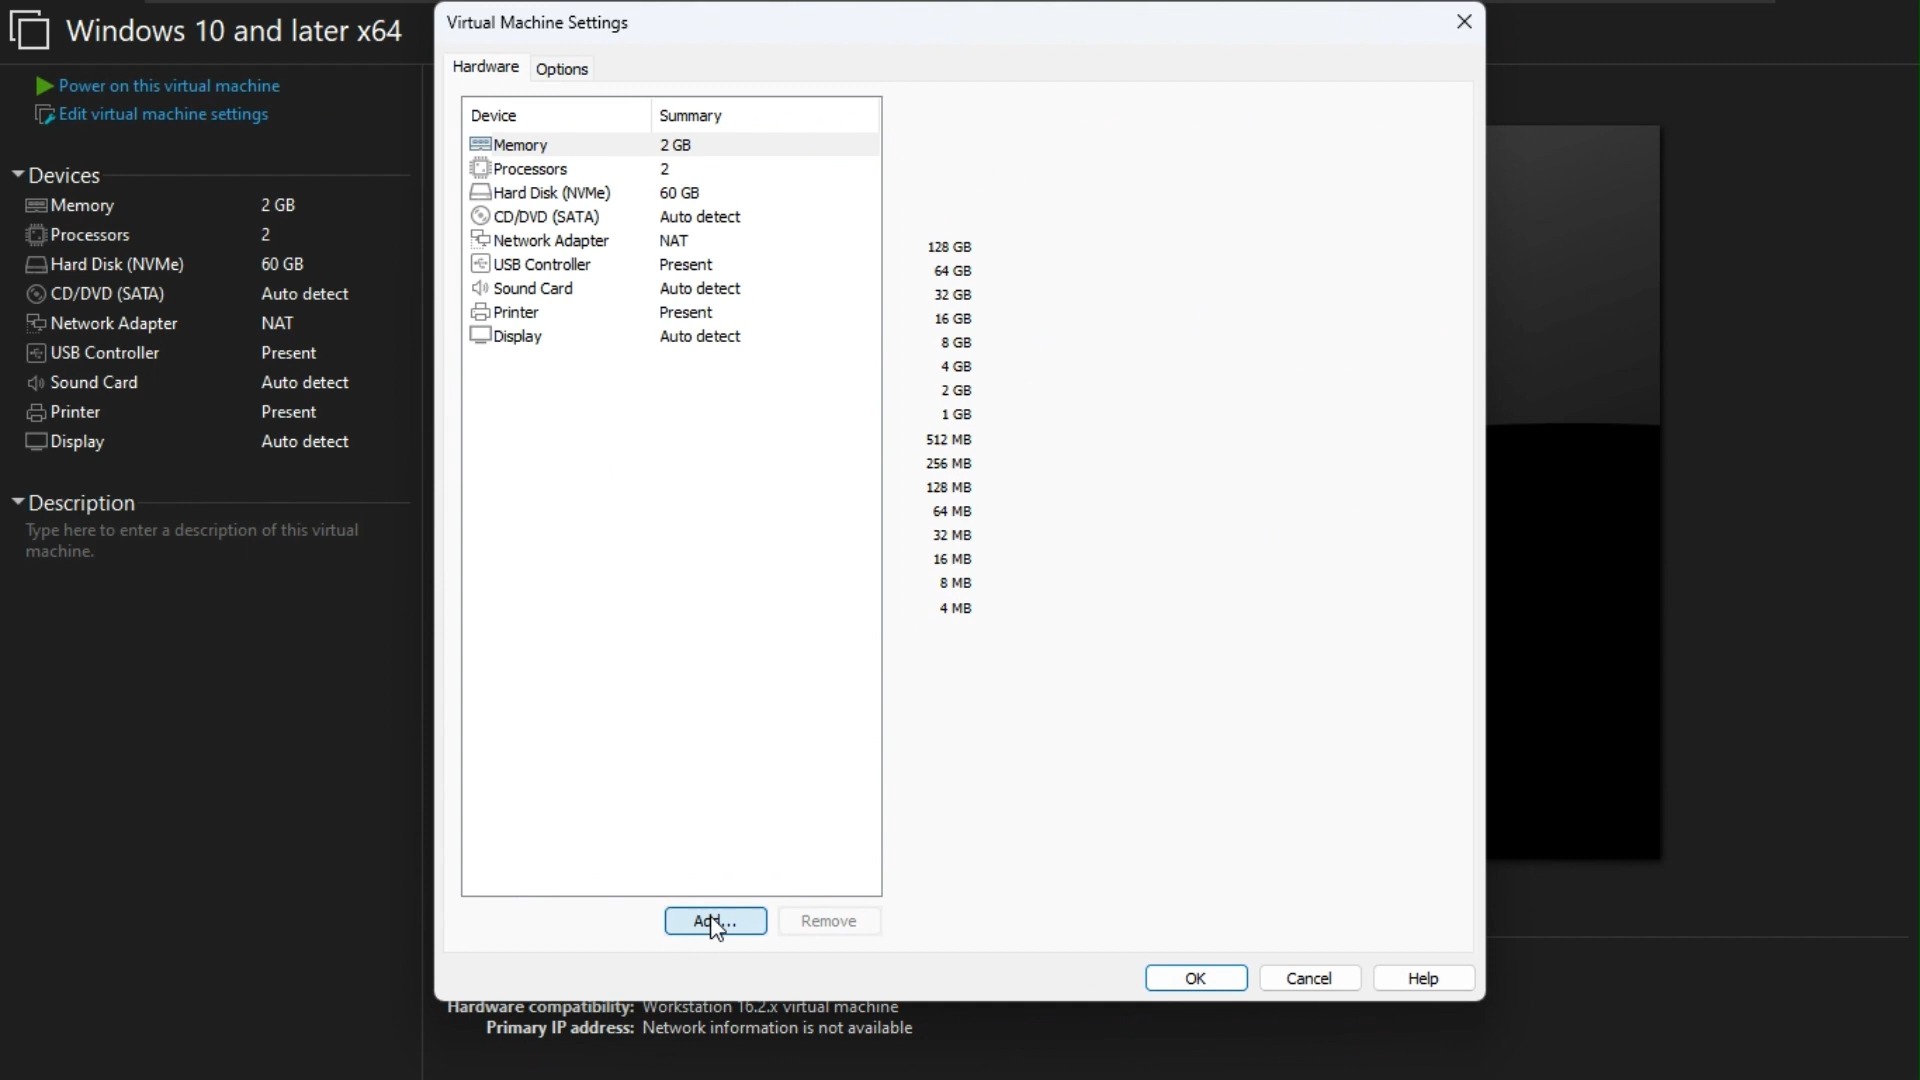 Windows 10 and later x64
Power on this virtual machine
Edit virtual machine settings
Devices
Memory 2 GB
Processors 2
Hard Disk (NVMe) 60 GB
CD/DVD (SATA) Auto detect
Network Adapter NAT
USB Controller Present
Sound Card Auto detect
Printer Present
Display Auto detect
Description
Type here to enter a description of this virtual
machine.
Virtual Machine Settings
Hardware Options
Device Summary
Memory 2 GB
Processors 2
Hard Disk (NVMe) 60 GB
CD/DVD (SATA) Auto detect
Network Adapter NAT
USB Controller Present
Sound Card Auto detect
Printer Present
Display Auto detect
128 GB
64 GB
32 GB
16 GB
8 GB
4 GB
2 GB
1 GB
512 MB
256 MB
128 MB
64 MB
32 MB
16 MB
8 MB
4 MB
Add... Remove
OK Cancel Help
Hardware compatibility: Workstation 16.2.x virtual machine
Primary IP address: Network information is not available